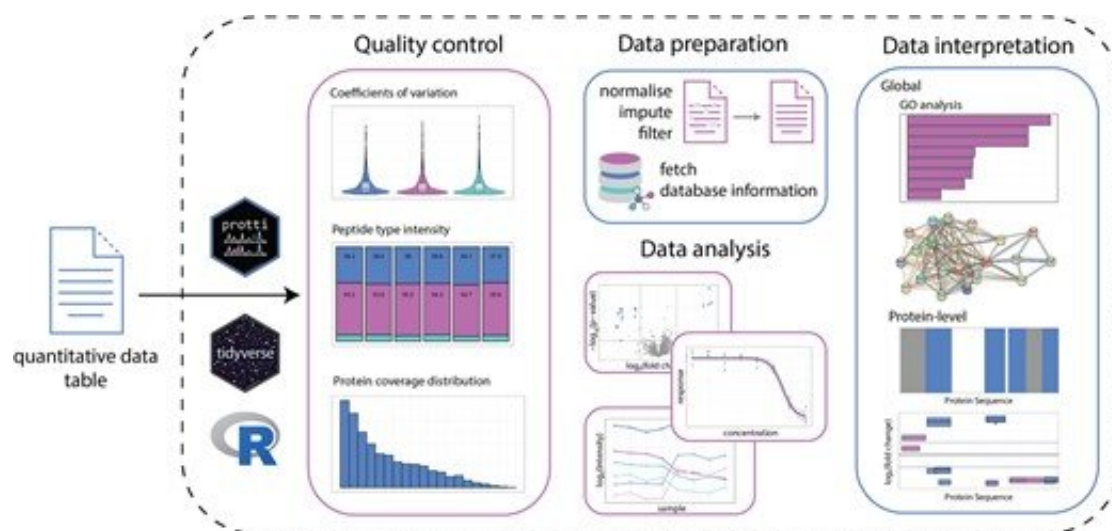 Quality control
Data preparation
Data interpretation
Coefficients of variation
Peptide type intensity
Protein coverage distribution
normalise
impute
filter
fetch
database information
Data analysis
-log₁₀(p-value)
log₂(fold
response
concentration
log₂(intensity)
sample
Global
GO analysis
Protein-level
Protein Sequence
log₂(fold change)
Protein Sequence
protti
tidyverse
R
quantitative data
table